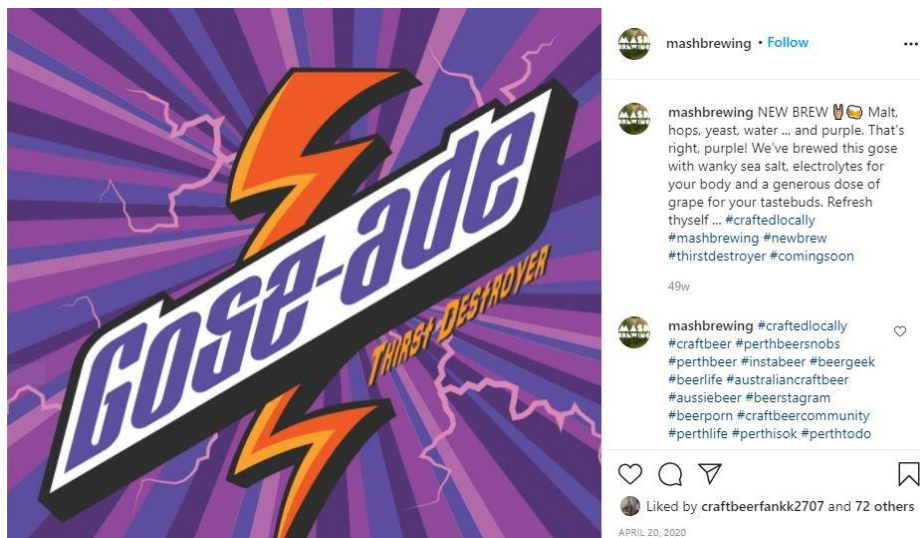 Gose-ade
Thirst Destroyer
mashbrewing • Follow
mashbrewing NEW BREW 🤘🍻 Malt,
hops, yeast, water ... and purple. That's
right, purple! We've brewed this gose
with wanky sea salt, electrolytes for
your body and a generous dose of
grape for your tastebuds. Refresh
thyself ... #craftedlocally
#mashbrewing #newbrew
#thirstdestroyer #comingsoon
49w
mashbrewing #craftedlocally
#craftbeer #perthbeersnobs
#perthbeer #instabeer #beergeek
#beerlife #australiancraftbeer
#aussiebeer #beerstagram
#beerporn #craftbeercommunity
#perthlife #perthisok #perthtodo
Liked by craftbeerfankk2707 and 72 others
APRIL 20, 2020